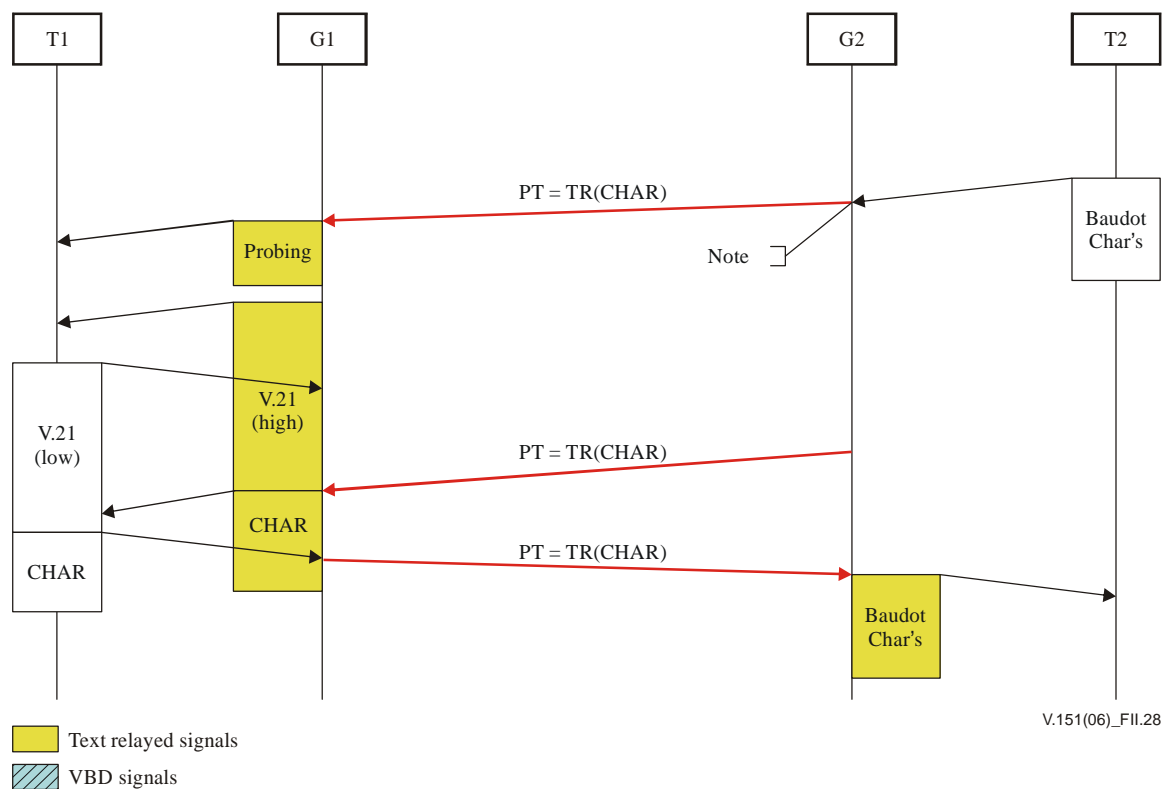 T1
G1
G2
T2
PT = TR(CHAR)
Baudot
Char's
Probing
Note
V.21
(high)
V.21
(low)
PT = TR(CHAR)
CHAR
PT = TR(CHAR)
CHAR
Baudot
Char's
V.151(06)_FII.28
Text relayed signals
VBD signals